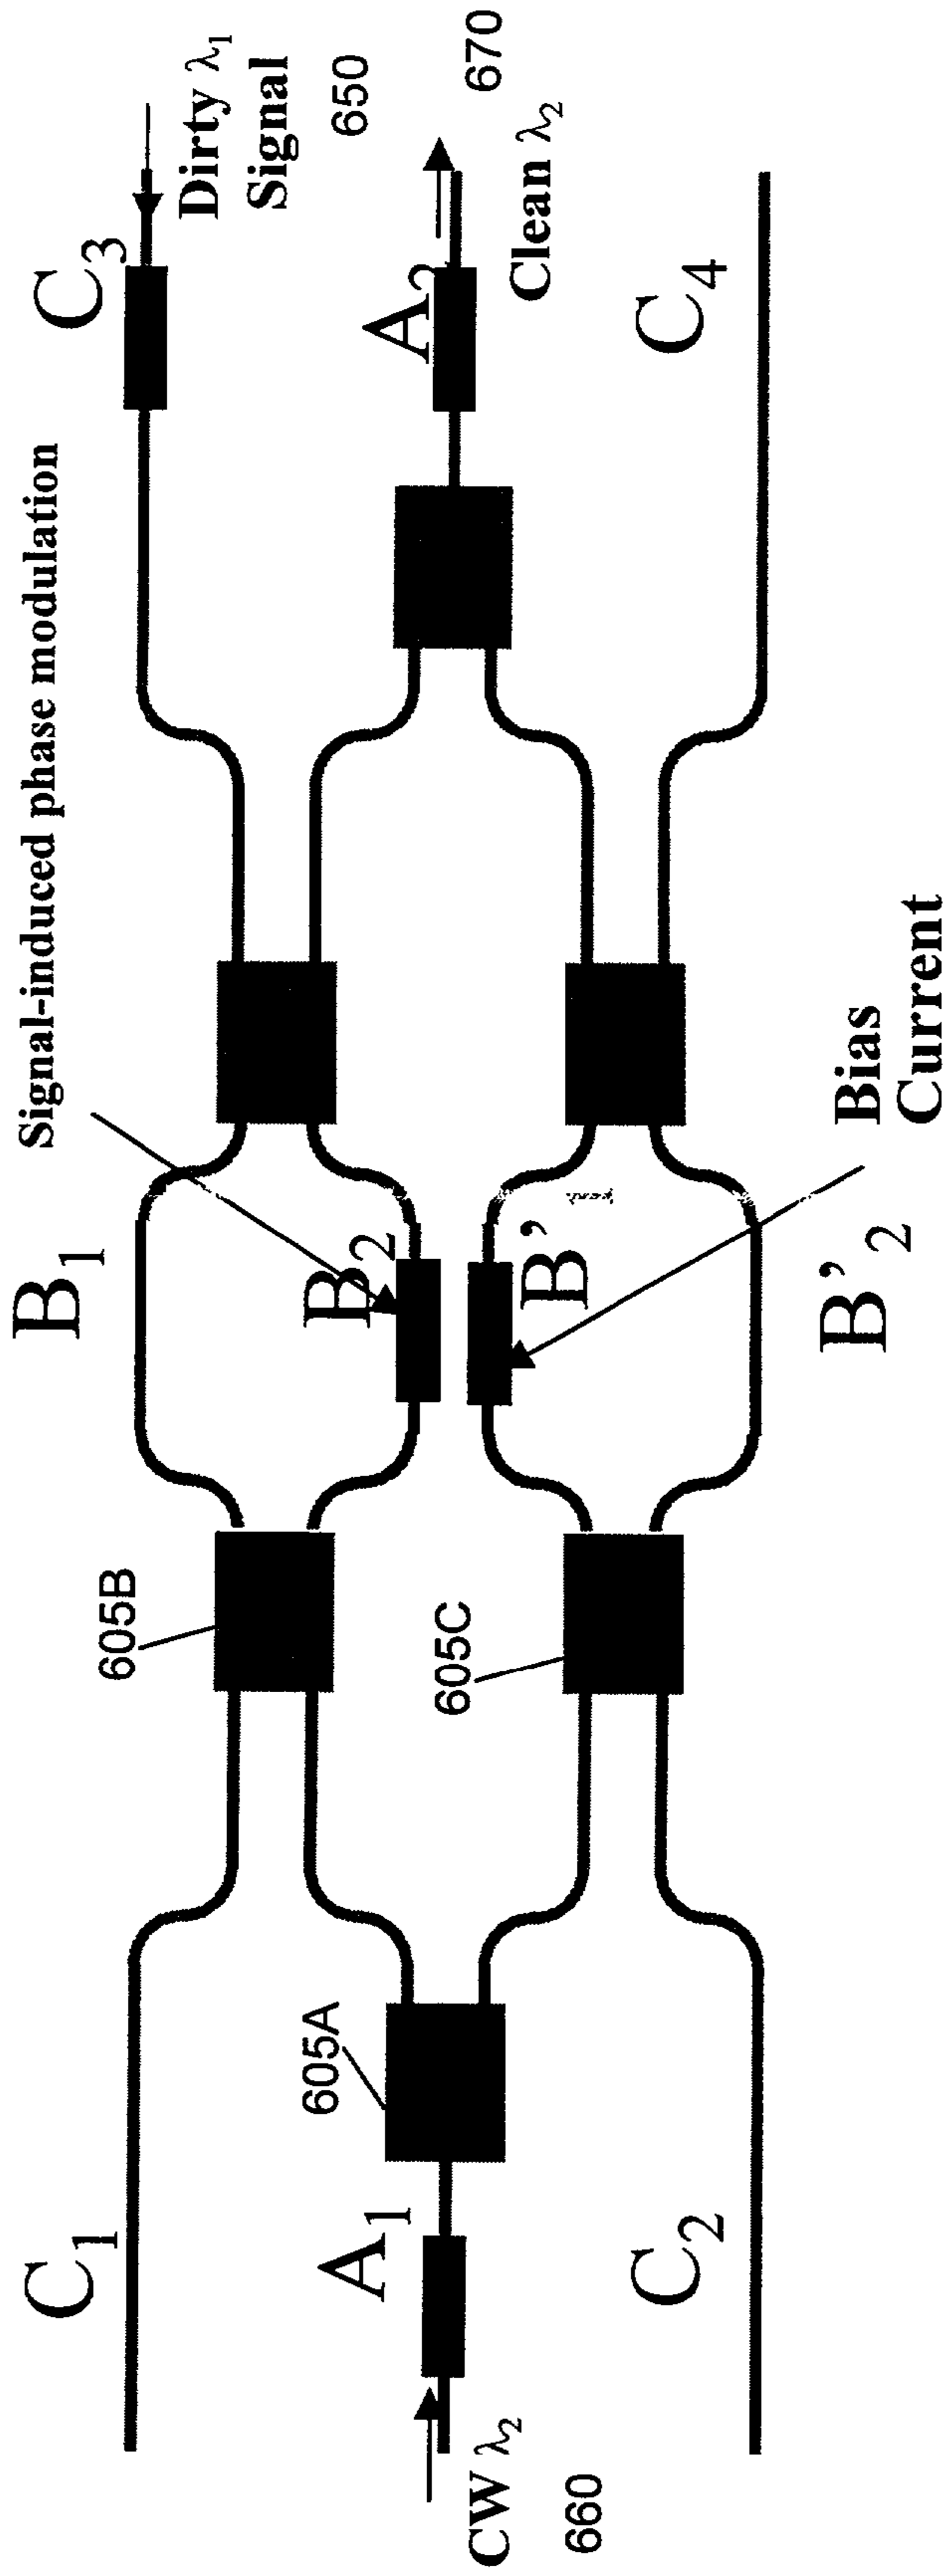 C1
A1
C2
CW λ2
660
605A
605B
605C
B1
B2
B'
B'2
Signal-induced phase modulation
Bias
Current
C3
Dirty λ1
Signal
650
A2
670
Clean λ2
C4